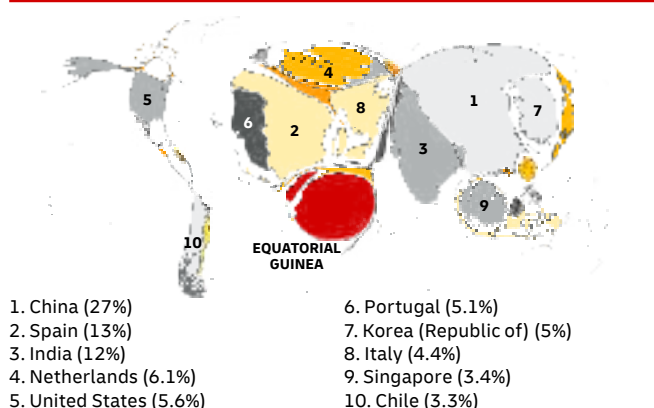 4
5
1
8
7
6
2
3
9
10
EQUATORIAL
GUINEA
1. China (27%)
2. Spain (13%)
3. India (12%)
4. Netherlands (6.1%)
5. United States (5.6%)
6. Portugal (5.1%)
7. Korea (Republic of) (5%)
8. Italy (4.4%)
9. Singapore (3.4%)
10. Chile (3.3%)